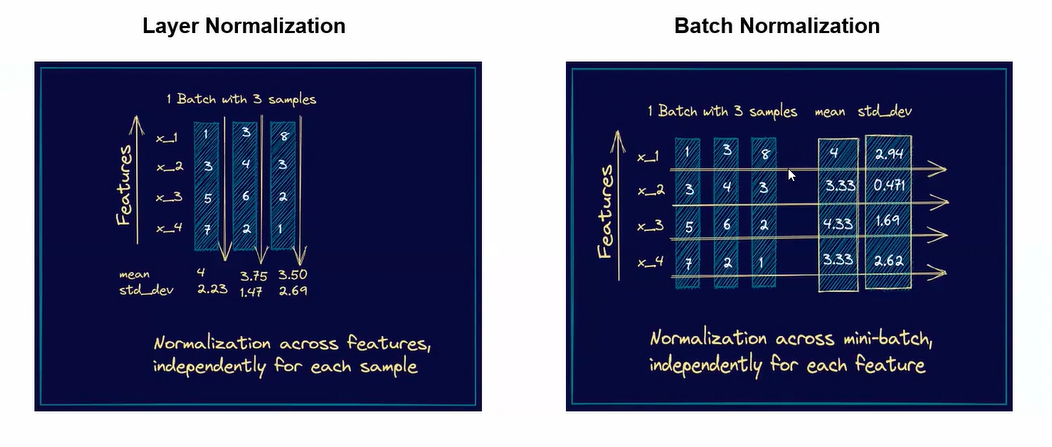 Layer Normalization
1 Batch with 3 samples
Features
x_1 1 3 8
x_2 3 4 3
x_3 5 6 2
x_4 7 2 1
mean 4 3.75 3.50
std_dev 2.23 1.47 2.69
Normalization across features,
independently for each sample
Batch Normalization
1 Batch with 3 samples mean std_dev
Features
x_1 1 3 8 4 2.94
x_2 3 4 3 3.33 0.471
x_3 5 6 2 4.33 1.69
x_4 7 2 1 3.33 2.62
Normalization across mini-batch,
independently for each feature